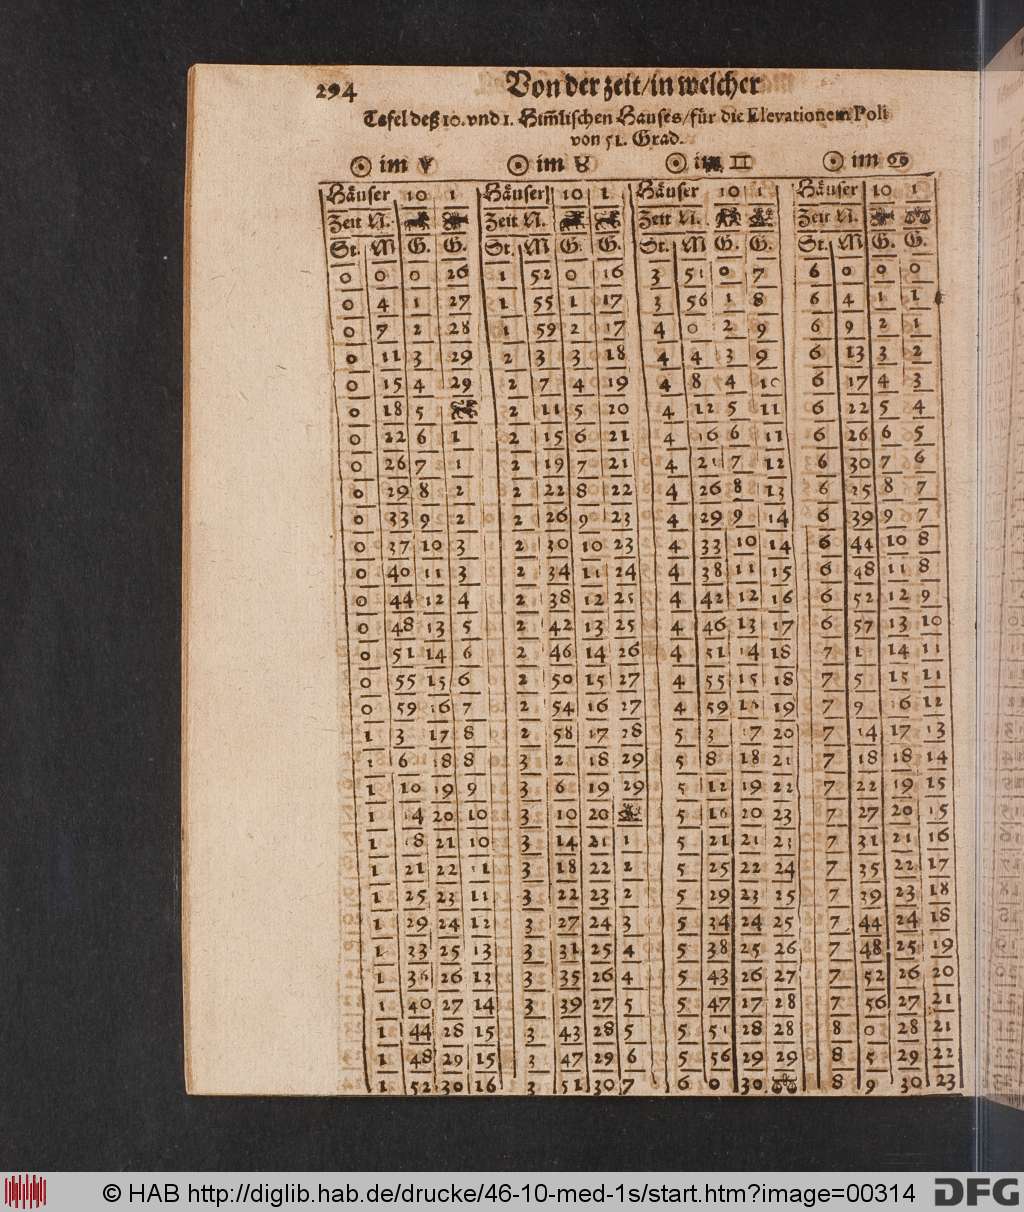 294 Von der zeit/in welcher
Tafel deß 10. vnd 1. Him̃lischen Hauses/für die Elevationem Poli
von 51. Grad.
☉ im ♈ ☉ im ♉ ☉ im ♊ ☉ im ♋
Häuser 10 1 Häuser 10 1 Häuser 10 1 Häuser 10 1
Zeit N. Zeit N. Zeit N. Zeit N.
St. M G. G. St. M G. G. St. M G. G. St. M G. G.
0 0 0 26 1 52 0 16 3 51 0 7 6 0 0 0
0 4 1 27 1 55 1 17 3 56 1 8 6 4 1 1
0 7 2 28 1 59 2 17 4 0 2 9 6 9 2 1
0 11 3 29 2 3 3 18 4 4 3 9 6 13 3 2
0 15 4 29 2 7 4 19 4 8 4 10 6 17 4 3
0 18 5 2 11 5 20 4 12 5 11 6 22 5 4
0 22 6 1 2 15 6 21 4 16 6 11 6 26 6 5
0 26 7 1 2 19 7 21 4 21 7 12 6 30 7 6
0 29 8 2 2 22 8 22 4 26 8 13 6 25 8 7
0 33 9 2 2 26 9 23 4 29 9 14 6 39 9 7
0 37 10 3 2 30 10 23 4 33 10 14 6 44 10 8
0 40 11 3 2 34 11 24 4 38 11 15 6 48 11 8
0 44 12 4 2 38 12 25 4 42 12 16 6 52 12 9
0 48 13 5 2 42 13 25 4 46 13 17 6 57 13 10
0 51 14 6 2 46 14 26 4 51 14 18 7 1 14 11
0 55 15 6 2 50 15 27 4 55 15 18 7 5 15 11
0 59 16 7 2 54 16 27 4 59 16 19 7 9 16 12
1 3 17 8 2 58 17 28 5 3 17 20 7 14 17 13
1 6 18 8 3 2 18 29 5 8 18 21 7 18 18 14
1 10 19 9 3 6 19 29 5 12 19 22 7 22 19 15
1 14 20 10 3 10 20 5 16 20 23 7 27 20 15
1 18 21 10 3 14 21 1 5 21 21 23 7 31 21 16
1 21 22 11 3 18 22 2 5 25 22 24 7 35 22 17
1 25 23 11 3 22 23 2 5 29 23 25 7 39 23 18
1 29 24 12 3 27 24 3 5 34 24 25 7 44 24 18
1 33 25 13 3 31 25 4 5 38 25 26 7 48 25 19
1 36 26 13 3 35 26 4 5 43 26 27 7 52 26 20
1 40 27 14 3 39 27 5 5 47 27 28 7 56 27 21
1 44 28 15 3 43 28 5 5 51 28 28 8 0 28 21
1 48 29 15 3 47 29 6 5 56 29 29 8 5 29 22
1 52 30 16 3 51 30 7 6 0 30 8 9 30 23
© HAB http://diglib.hab.de/drucke/46-10-med-1s/start.htm?image=00314 DFG